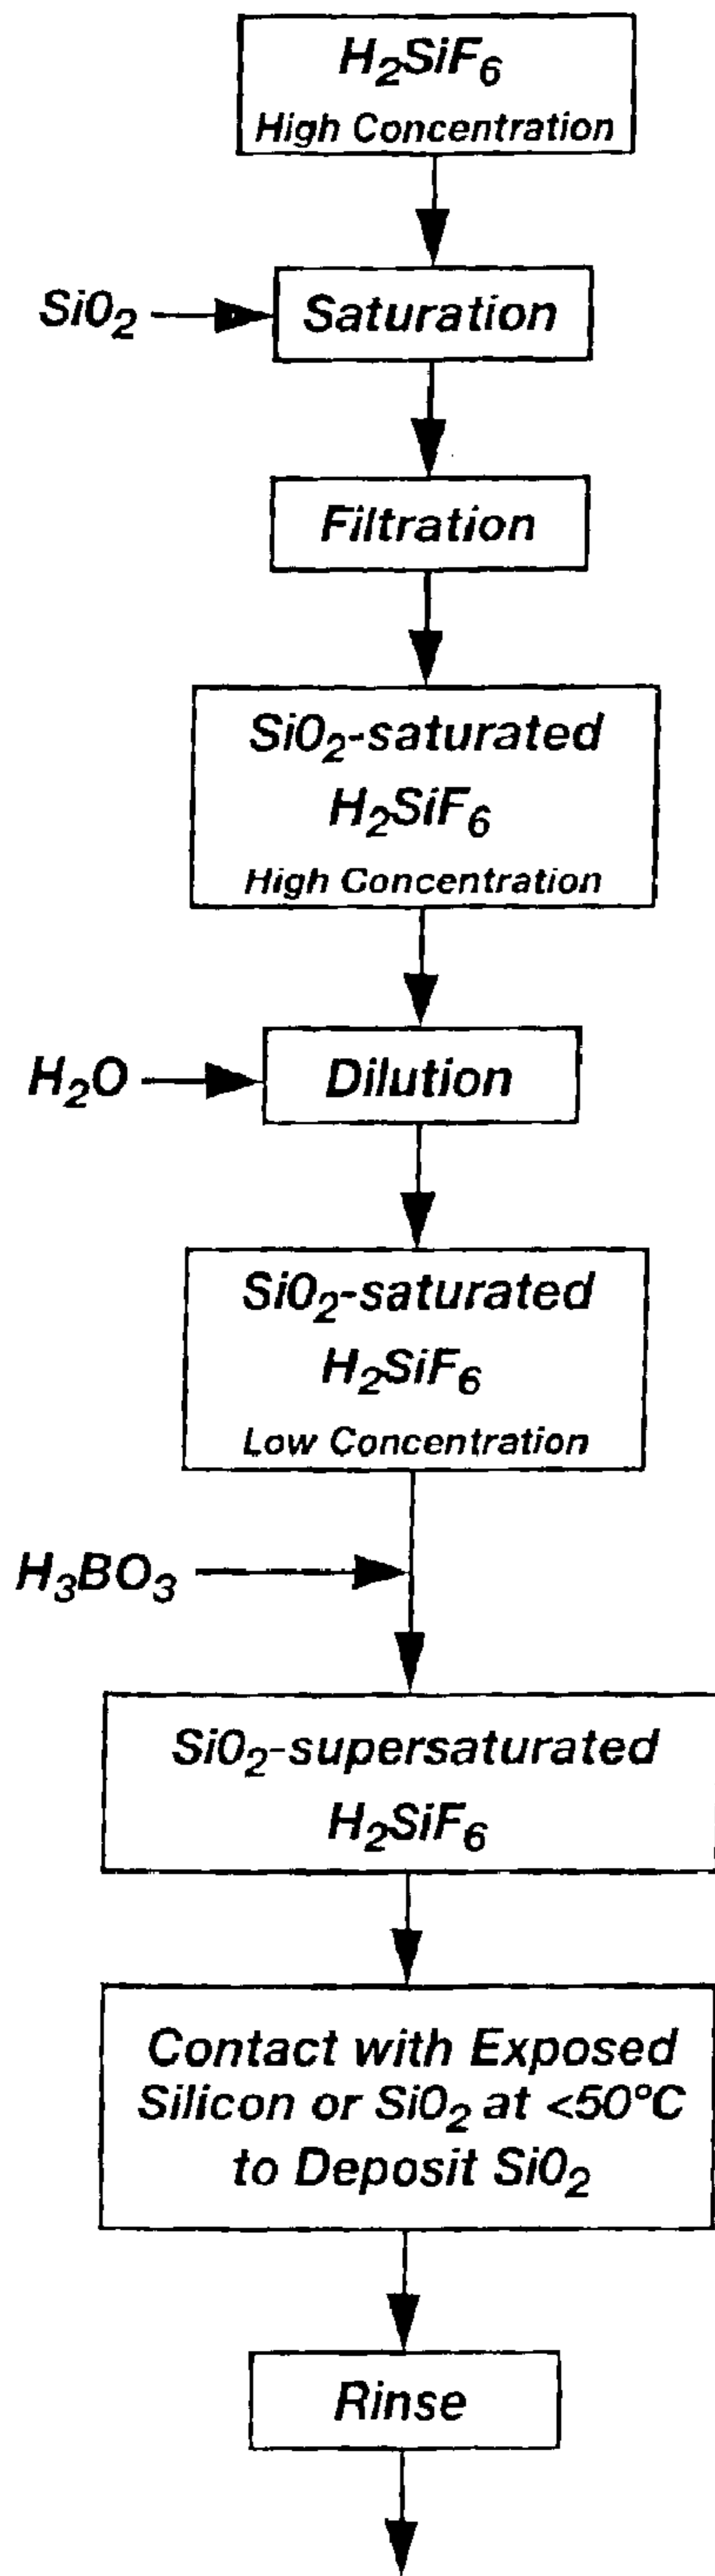 H₂SiF₆
High Concentration
SiO₂
Saturation
Filtration
SiO₂-saturated
H₂SiF₆
High Concentration
H₂O
Dilution
SiO₂-saturated
H₂SiF₆
Low Concentration
H₃BO₃
SiO₂-supersaturated
H₂SiF₆
Contact with Exposed
Silicon or SiO₂ at <50°C
to Deposit SiO₂
Rinse